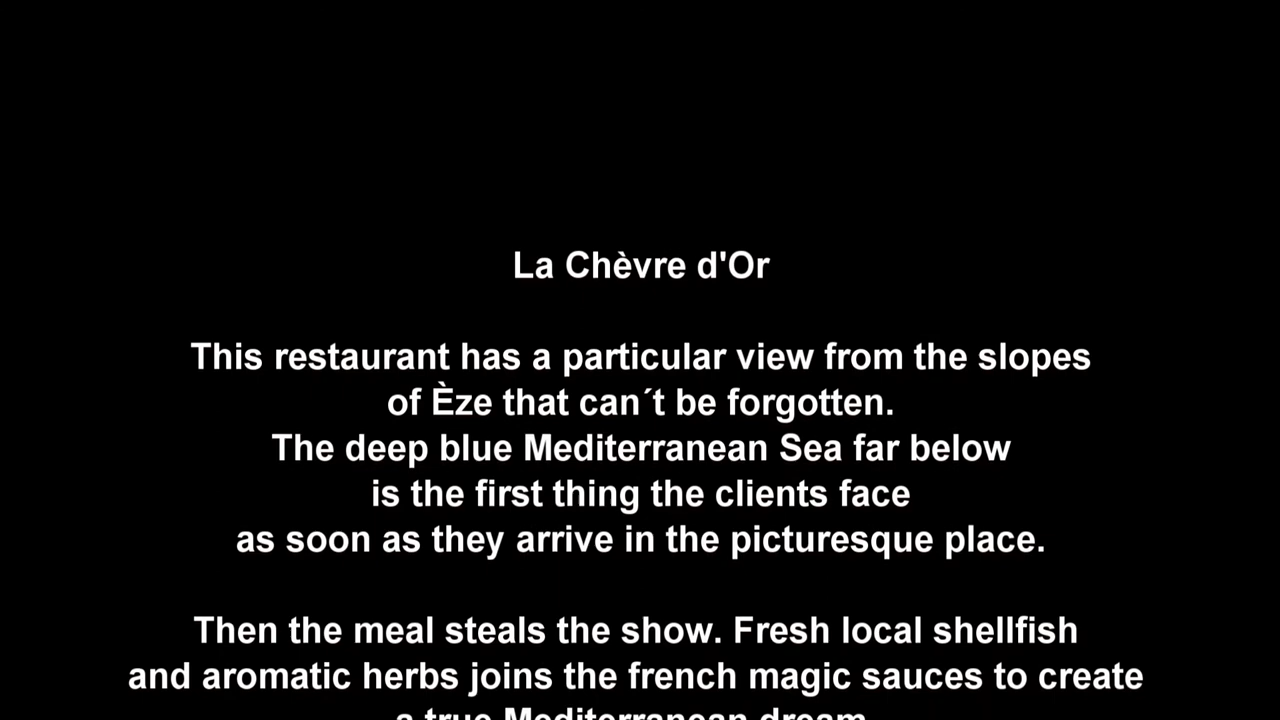 La Chèvre d'Or
This restaurant has a particular view from the slopes
of Èze that can´t be forgotten.
The deep blue Mediterranean Sea far below
is the first thing the clients face
as soon as they arrive in the picturesque place.
Then the meal steals the show. Fresh local shellfish
and aromatic herbs joins the french magic sauces to create
a true Mediterranean dream